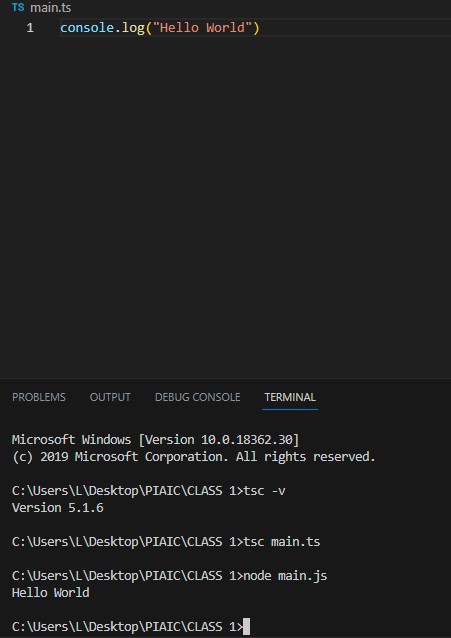 TS main.ts
1 console.log("Hello World")
PROBLEMS OUTPUT DEBUG CONSOLE TERMINAL
Microsoft Windows [Version 10.0.18362.30]
(c) 2019 Microsoft Corporation. All rights reserved.
C:\Users\L\Desktop\PIAIC\CLASS 1>tsc -v
Version 5.1.6
C:\Users\L\Desktop\PIAIC\CLASS 1>tsc main.ts
C:\Users\L\Desktop\PIAIC\CLASS 1>node main.js
Hello World
C:\Users\L\Desktop\PIAIC\CLASS 1>